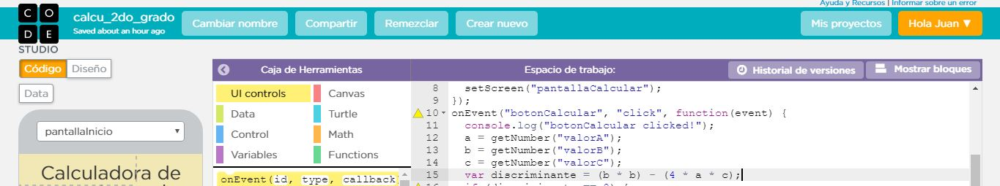 Ayuda y Recursos | Informar sobre un error
C O
D E
STUDIO
calcu_2do_grado
Saved about an hour ago
Cambiar nombre
Compartir
Remezclar
Crear nuevo
Mis proyectos
Hola Juan ▼
Código
Diseño
Data
pantallaInicio
Calculadora de
Caja de Herramientas
UI controls
Canvas
Data
Turtle
Control
Math
Variables
Functions
onEvent(id, type, callback)
Espacio de trabajo:
Historial de versiones
Mostrar bloques
8 setScreen("pantallaCalcular");
9 });
10 onEvent("botonCalcular", "click", function(event) {
11 console.log("botonCalcular clicked!");
12 a = getNumber("valorA");
13 b = getNumber("valorB");
14 c = getNumber("valorC");
15 var discriminante = (b * b) - (4 * a * c);